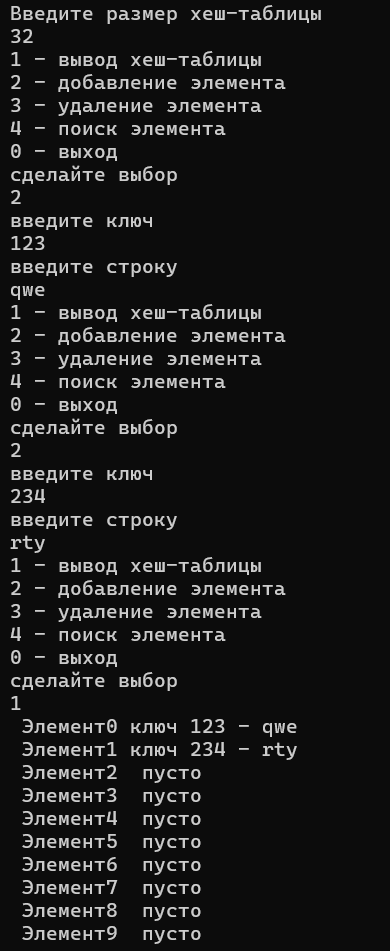 Введите размер хеш-таблицы
32
1 - вывод хеш-таблицы
2 - добавление элемента
3 - удаление элемента
4 - поиск элемента
0 - выход
сделайте выбор
2
введите ключ
123
введите строку
qwe
1 - вывод хеш-таблицы
2 - добавление элемента
3 - удаление элемента
4 - поиск элемента
0 - выход
сделайте выбор
2
введите ключ
234
введите строку
rty
1 - вывод хеш-таблицы
2 - добавление элемента
3 - удаление элемента
4 - поиск элемента
0 - выход
сделайте выбор
1
Элемент0 ключ 123 - qwe
Элемент1 ключ 234 - rty
Элемент2  пусто
Элемент3  пусто
Элемент4  пусто
Элемент5  пусто
Элемент6  пусто
Элемент7  пусто
Элемент8  пусто
Элемент9  пусто